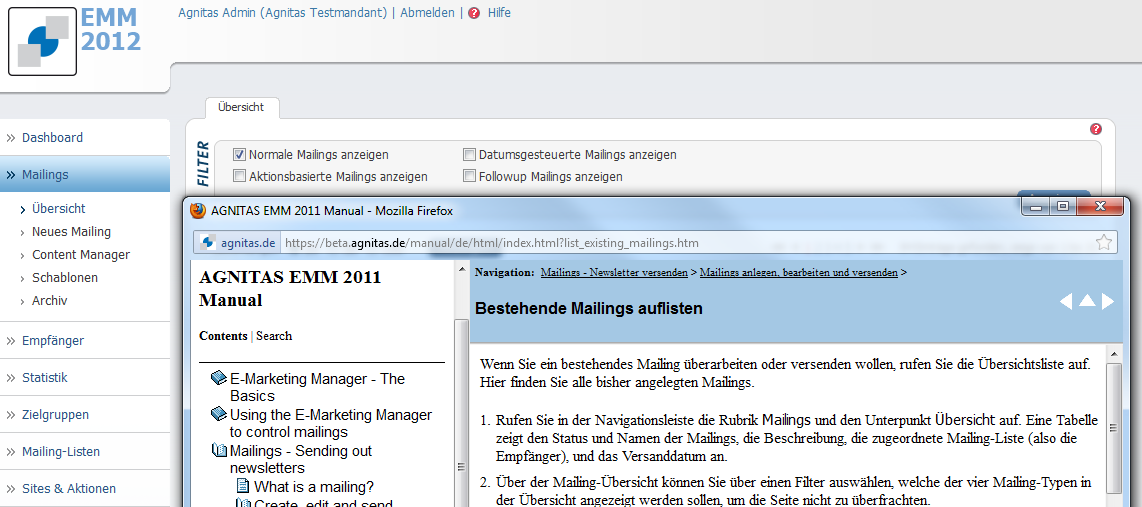 EMM
2012
Agnitas Admin (Agnitas Testmandant) | Abmelden | ? Hilfe
Übersicht
?
FILTER
Normale Mailings anzeigen
Datumsgesteuerte Mailings anzeigen
Aktionsbasierte Mailings anzeigen
Followup Mailings anzeigen
» Dashboard
» Mailings
› Übersicht
› Neues Mailing
› Content Manager
› Schablonen
› Archiv
» Empfänger
» Statistik
» Zielgruppen
» Mailing-Listen
» Sites & Aktionen
AGNITAS EMM 2011 Manual - Mozilla Firefox
agnitas.de https://beta.agnitas.de/manual/de/html/index.html?list_existing_mailings.htm
AGNITAS EMM 2011
Manual
Contents | Search
E-Marketing Manager - The
Basics
Using the E-Marketing Manager
to control mailings
Mailings - Sending out
newsletters
What is a mailing?
Create, edit and send
Navigation: Mailings - Newsletter versenden > Mailings anlegen, bearbeiten und versenden >
Bestehende Mailings auflisten
Wenn Sie ein bestehendes Mailing überarbeiten oder versenden wollen, rufen Sie die Übersichtsliste auf.
Hier finden Sie alle bisher angelegten Mailings.
1. Rufen Sie in der Navigationsleiste die Rubrik Mailings und den Unterpunkt Übersicht auf. Eine Tabelle
zeigt den Status und Namen der Mailings, die Beschreibung, die zugeordnete Mailing-Liste (also die
Empfänger), und das Versanddatum an.
2. Über der Mailing-Übersicht können Sie über einen Filter auswählen, welche der vier Mailing-Typen in
der Übersicht angezeigt werden sollen, um die Seite nicht zu überfrachten.